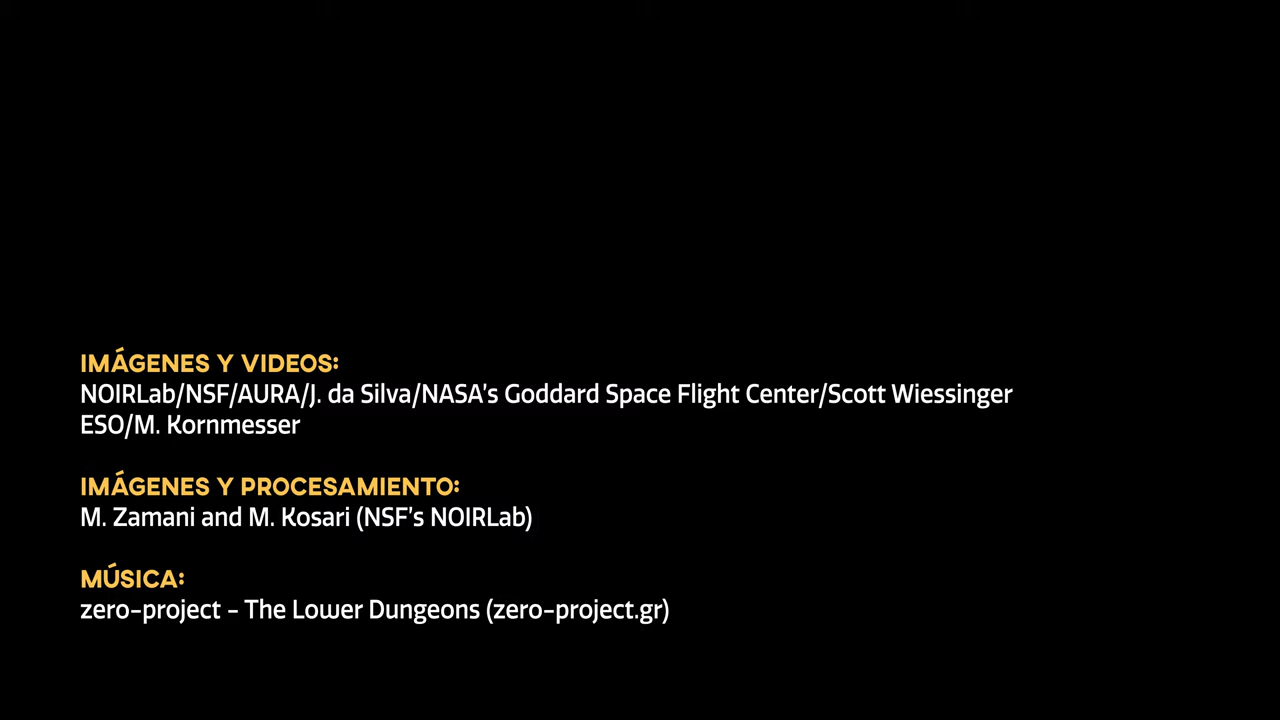 IMÁGENES Y VIDEOS:
NOIRLab/NSF/AURA/J. da Silva/NASA's Goddard Space Flight Center/Scott Wiessinger
ESO/M. Kornmesser
IMÁGENES Y PROCESAMIENTO:
M. Zamani and M. Kosari (NSF's NOIRLab)
MÚSICA:
zero-project - The Lower Dungeons (zero-project.gr)